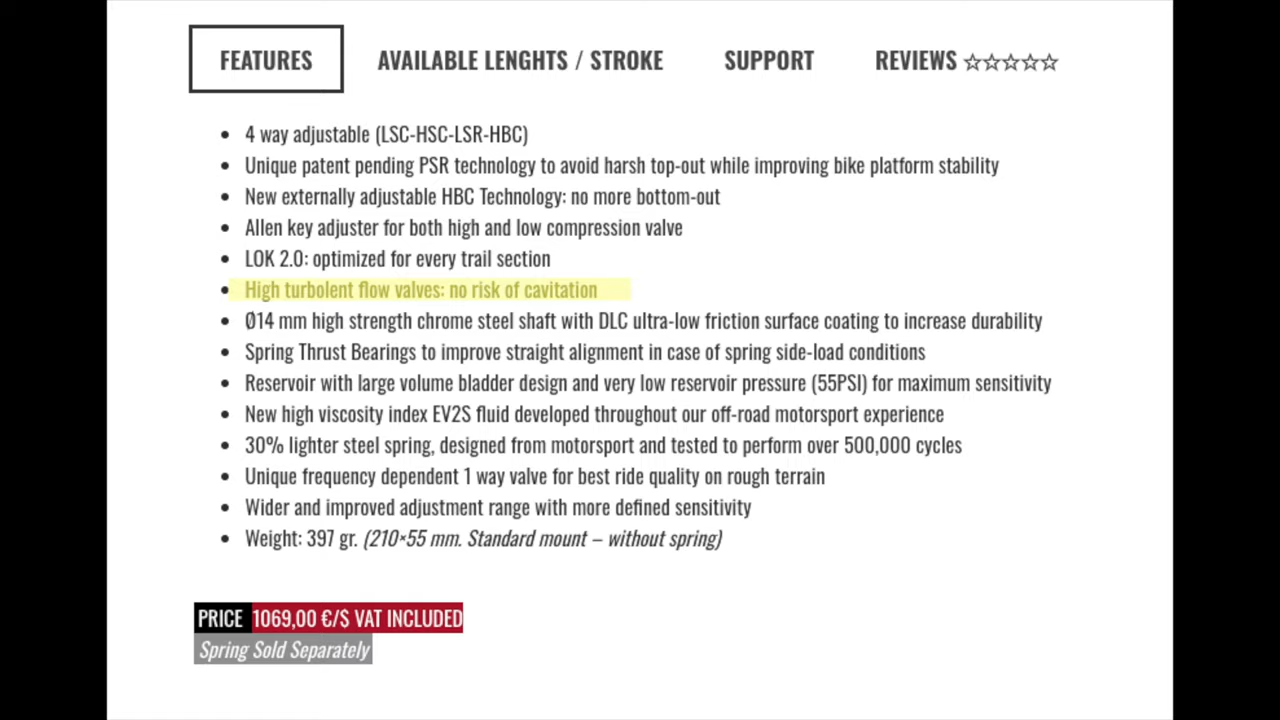 FEATURES AVAILABLE LENGHTS / STROKE SUPPORT REVIEWS ☆☆☆☆☆
• 4 way adjustable (LSC-HSC-LSR-HBC)
• Unique patent pending PSR technology to avoid harsh top-out while improving bike platform stability
• New externally adjustable HBC Technology: no more bottom-out
• Allen key adjuster for both high and low compression valve
• LOK 2.0: optimized for every trail section
• High turbolent flow valves: no risk of cavitation
• Ø14 mm high strength chrome steel shaft with DLC ultra-low friction surface coating to increase durability
• Spring Thrust Bearings to improve straight alignment in case of spring side-load conditions
• Reservoir with large volume bladder design and very low reservoir pressure (55PSI) for maximum sensitivity
• New high viscosity index EV2S fluid developed throughout our off-road motorsport experience
• 30% lighter steel spring, designed from motorsport and tested to perform over 500,000 cycles
• Unique frequency dependent 1 way valve for best ride quality on rough terrain
• Wider and improved adjustment range with more defined sensitivity
• Weight: 397 gr. (210×55 mm. Standard mount – without spring)
PRICE 1069,00 €/$ VAT INCLUDED
Spring Sold Separately